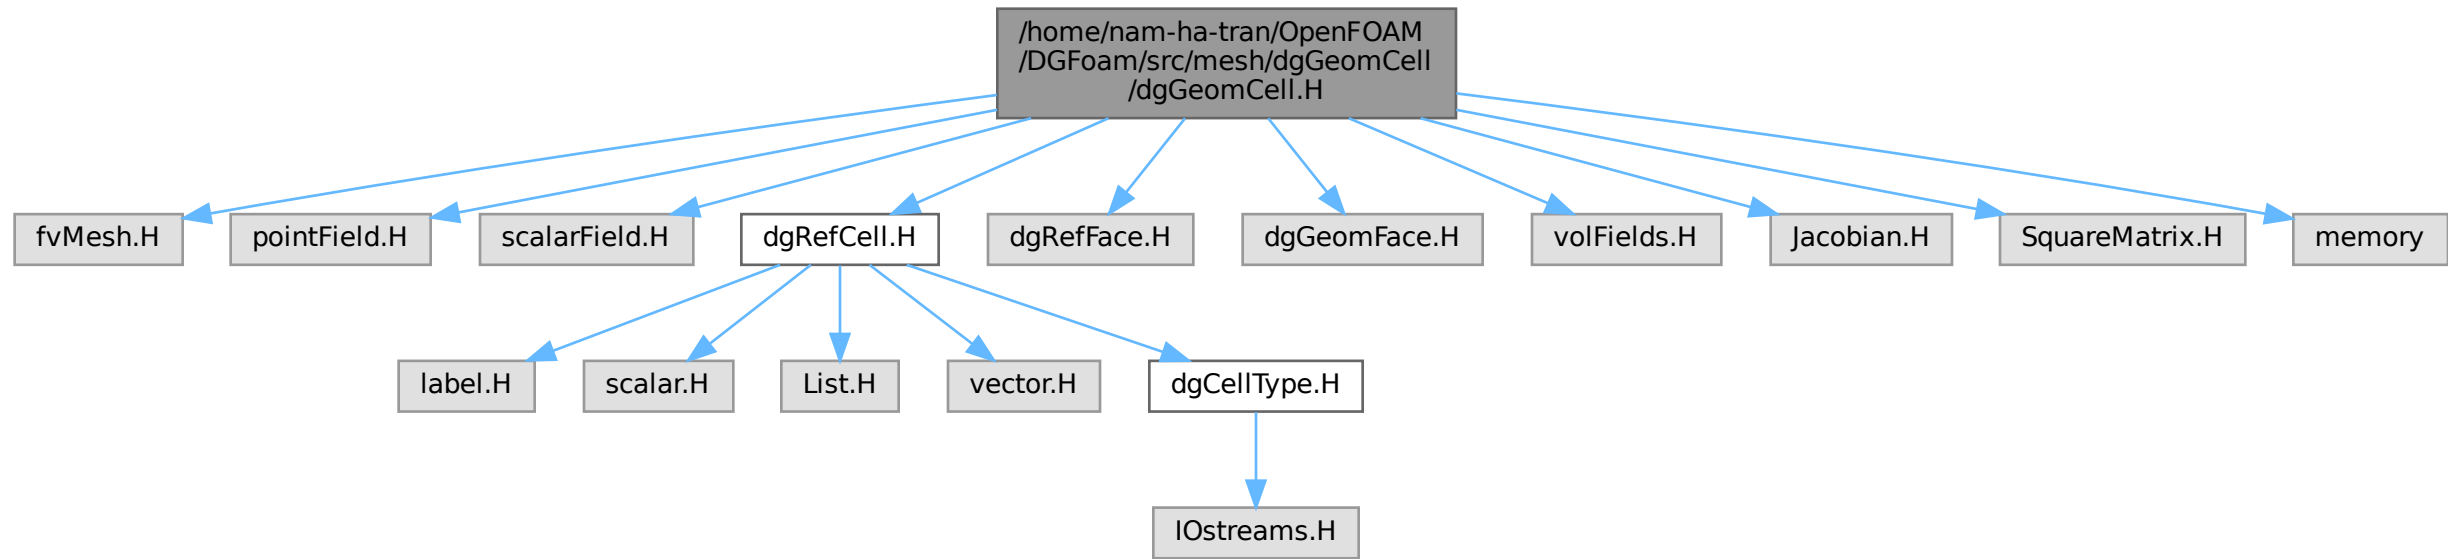 /home/nam-ha-tran/OpenFOAM
/DGFoam/src/mesh/dgGeomCell
/dgGeomCell.H
fvMesh.H
pointField.H
scalarField.H
dgRefCell.H
dgRefFace.H
dgGeomFace.H
volFields.H
Jacobian.H
SquareMatrix.H
memory
label.H
scalar.H
List.H
vector.H
dgCellType.H
IOstreams.H